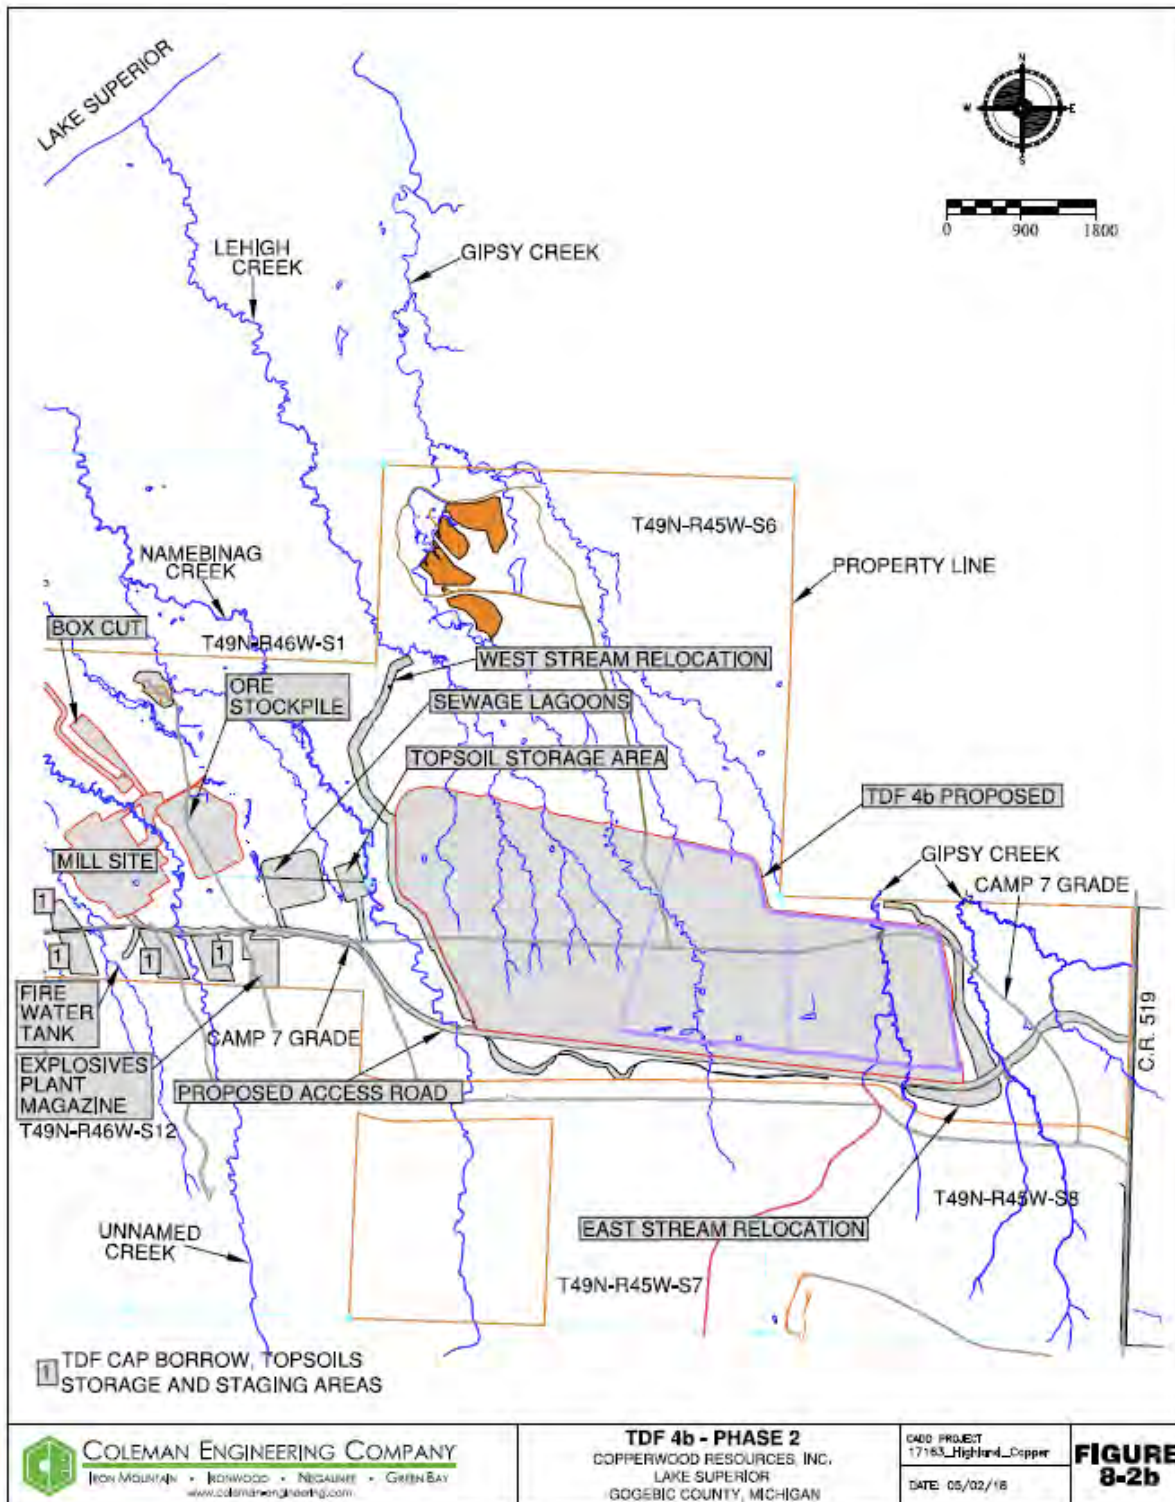 LAKE SUPERIOR
N
W
E
S
0 900 1800
LEHIGH
CREEK
GIPSY CREEK
T49N-R45W-S6
NAMEBINAG
CREEK
PROPERTY LINE
BOX CUT
T49N-R46W-S1
WEST STREAM RELOCATION
ORE
STOCKPILE
SEWAGE LAGOONS
TOPSOIL STORAGE AREA
TDF 4b PROPOSED
MILL SITE
GIPSY CREEK
CAMP 7 GRADE
1
1
1
1
FIRE
WATER
TANK
CAMP 7 GRADE
C.R. 519
EXPLOSIVES
PLANT
MAGAZINE
PROPOSED ACCESS ROAD
T49N-R46W-S12
T49N-R45W-S8
UNNAMED
CREEK
EAST STREAM RELOCATION
T49N-R45W-S7
1 TDF CAP BORROW, TOPSOILS
STORAGE AND STAGING AREAS
COLEMAN ENGINEERING COMPANY
IRON MOUNTAIN • IRONWOOD • NEGAUNEE • GREEN BAY
www.coleman-engineering.com
TDF 4b - PHASE 2
COPPERWOOD RESOURCES, INC.
LAKE SUPERIOR
GOGEBIC COUNTY, MICHIGAN
CADD PROJECT
17163_Highland_Copper
DATE: 05/02/18
FIGURE
8-2b